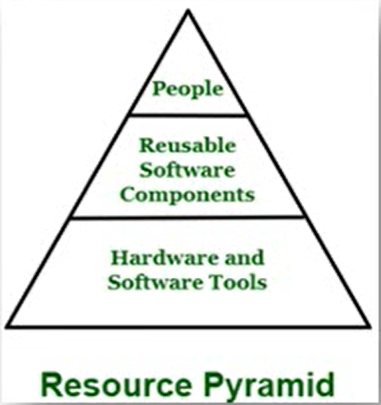 People
Reusable
Software
Components
Hardware and
Software Tools
Resource Pyramid